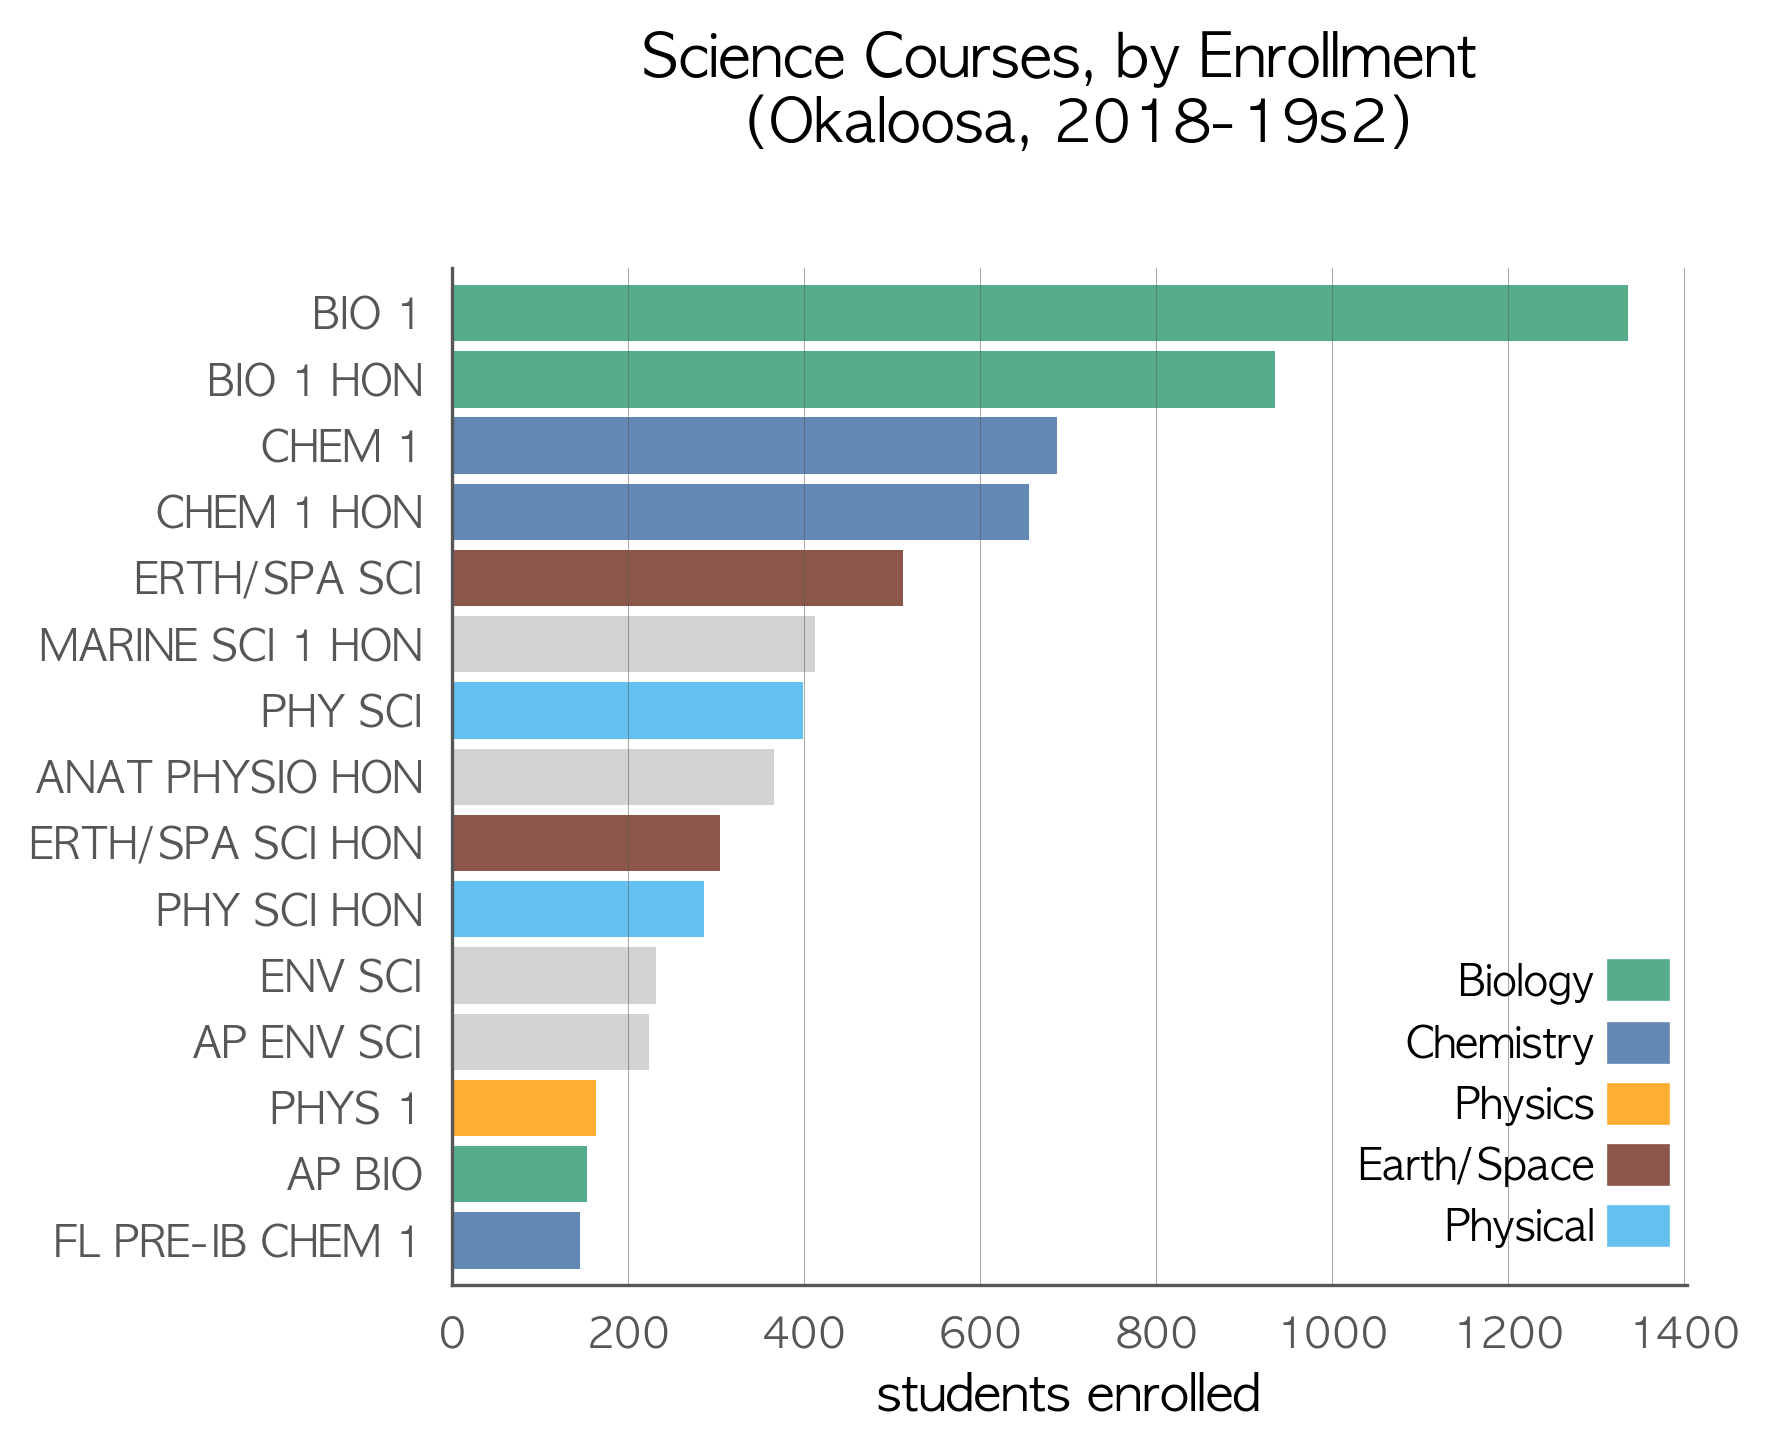 Science Courses, by Enrollment
(Okaloosa, 2018-19s2)
BIO 1
BIO 1 HON
CHEM 1
CHEM 1 HON
ERTH/SPA SCI
MARINE SCI 1 HON
PHY SCI
ANAT PHYSIO HON
ERTH/SPA SCI HON
PHY SCI HON
ENV SCI
AP ENV SCI
PHYS 1
AP BIO
FL PRE-IB CHEM 1
Biology
Chemistry
Physics
Earth/Space
Physical
0 200 400 600 800 1000 1200 1400
students enrolled